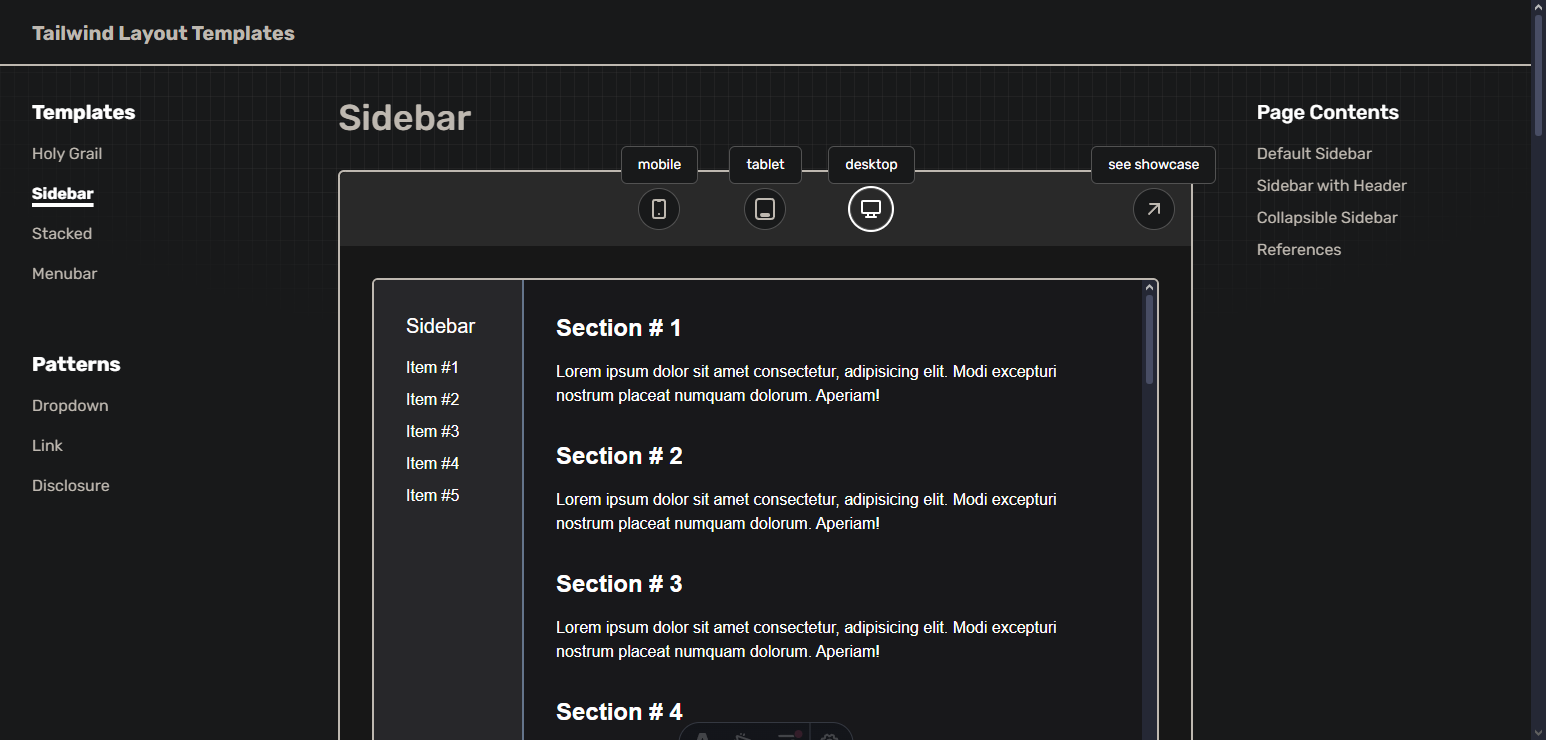 Tailwind Layout Templates
Templates
Holy Grail
Sidebar
Stacked
Menubar
Patterns
Dropdown
Link
Disclosure
Sidebar
mobile
tablet
desktop
see showcase
Sidebar
Item #1
Item #2
Item #3
Item #4
Item #5
Section # 1
Lorem ipsum dolor sit amet consectetur, adipisicing elit. Modi excepturi
nostrum placeat numquam dolorum. Aperiam!
Section # 2
Lorem ipsum dolor sit amet consectetur, adipisicing elit. Modi excepturi
nostrum placeat numquam dolorum. Aperiam!
Section # 3
Lorem ipsum dolor sit amet consectetur, adipisicing elit. Modi excepturi
nostrum placeat numquam dolorum. Aperiam!
Section # 4
Page Contents
Default Sidebar
Sidebar with Header
Collapsible Sidebar
References